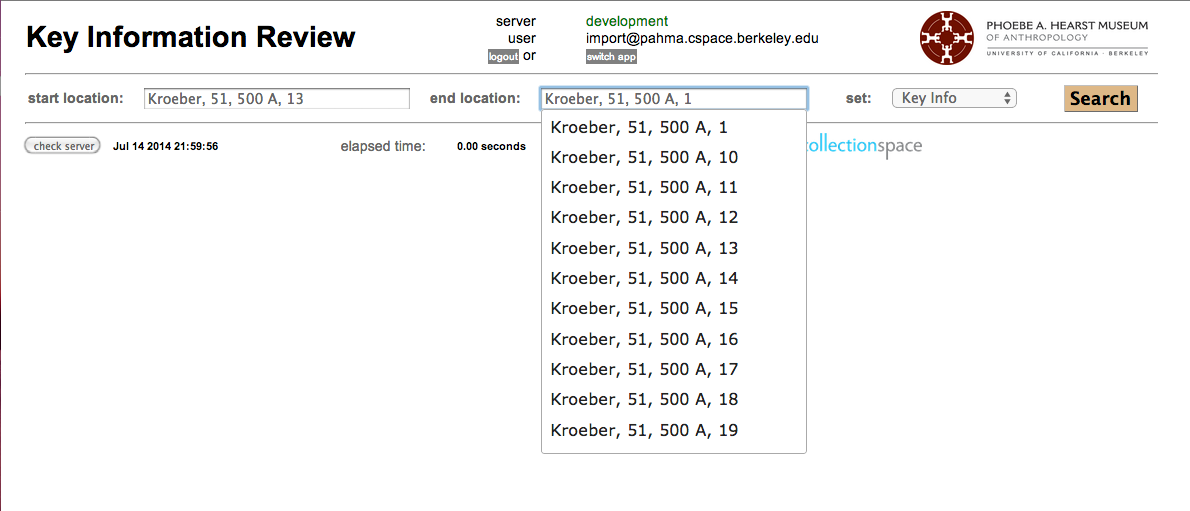 Key Information Review
server development
user import@pahma.cspace.berkeley.edu
logout or switch app
PHOEBE A. HEARST MUSEUM
OF ANTHROPOLOGY
UNIVERSITY OF CALIFORNIA · BERKELEY
start location: Kroeber, 51, 500 A, 13 end location: Kroeber, 51, 500 A, 1 set: Key Info Search
check server Jul 14 2014 21:59:56 elapsed time: 0.00 seconds ollectionspace
Kroeber, 51, 500 A, 1
Kroeber, 51, 500 A, 10
Kroeber, 51, 500 A, 11
Kroeber, 51, 500 A, 12
Kroeber, 51, 500 A, 13
Kroeber, 51, 500 A, 14
Kroeber, 51, 500 A, 15
Kroeber, 51, 500 A, 16
Kroeber, 51, 500 A, 17
Kroeber, 51, 500 A, 18
Kroeber, 51, 500 A, 19